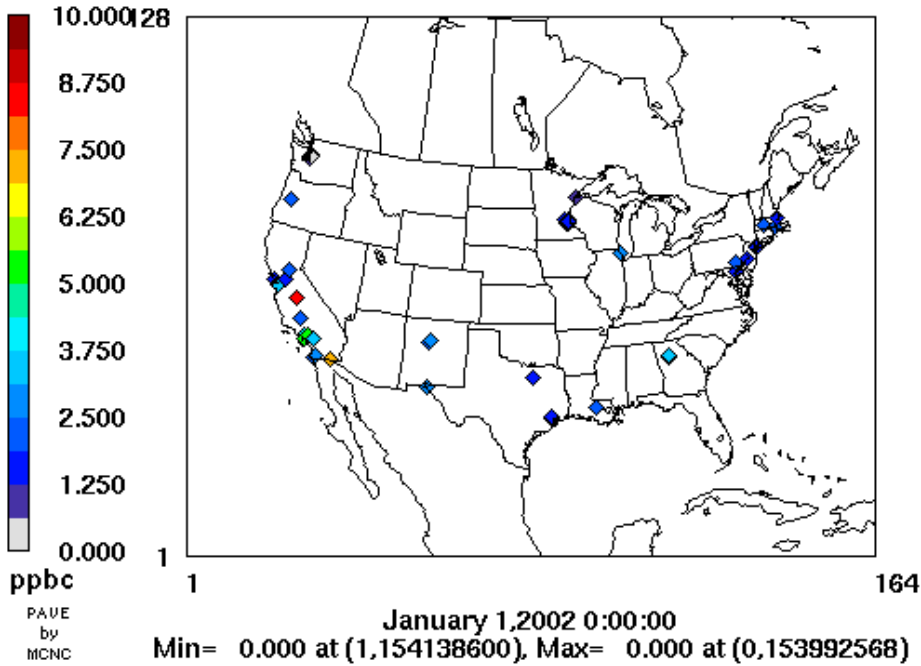 10.000
8.750
7.500
6.250
5.000
3.750
2.500
1.250
0.000
ppbc
PAVE
by
MCNC
128
1
1
164
January 1,2002 0:00:00
Min= 0.000 at (1,154138600), Max= 0.000 at (0,153992568)